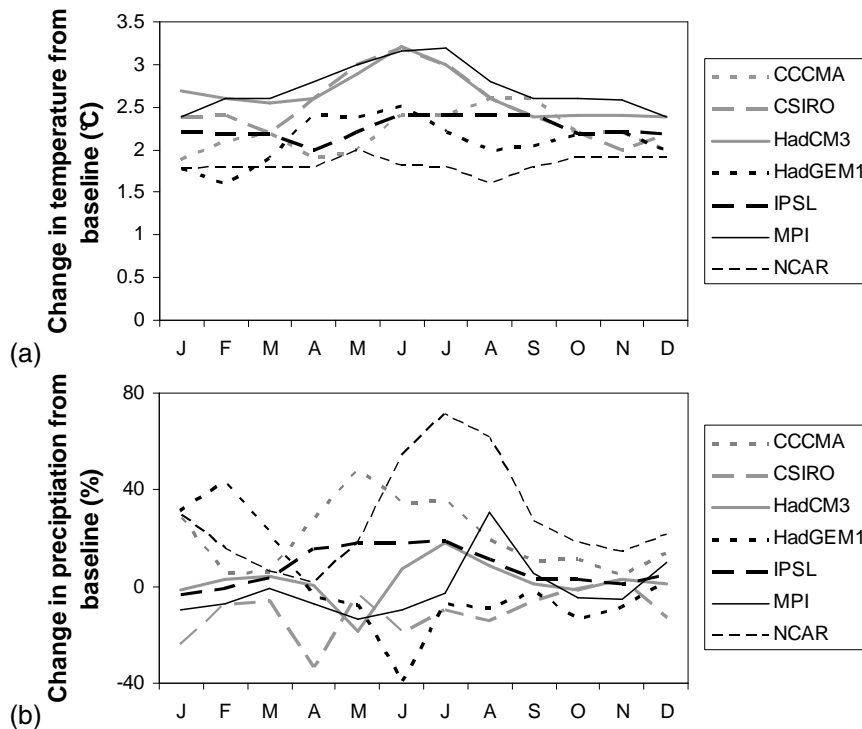 Change in temperature from
baseline (°C)
3.5
3
2.5
2
1.5
1
0.5
0
J F M A M J J A S O N D
(a)
CCCMA
CSIRO
HadCM3
HadGEM1
IPSL
MPI
NCAR
Change in preciptiation from
baseline (%)
80
40
0
-40
J F M A M J J A S O N D
(b)
CCCMA
CSIRO
HadCM3
HadGEM1
IPSL
MPI
NCAR